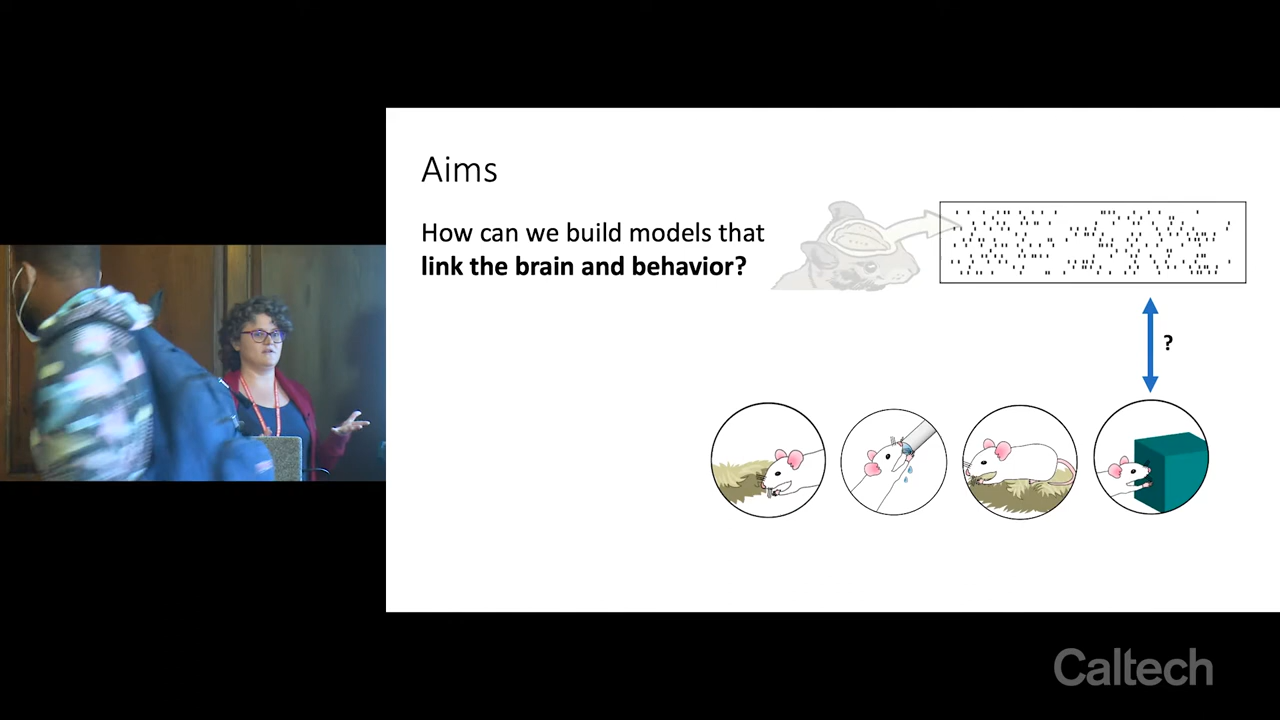 Aims
How can we build models that
link the brain and behavior?
?
Caltech